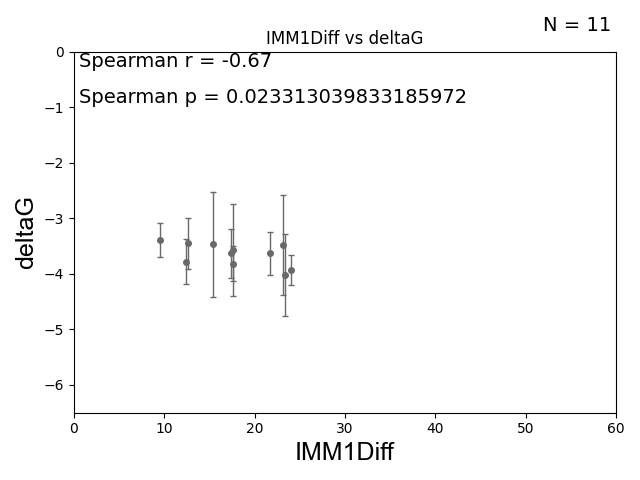 N = 11
IMM1Diff vs deltaG
Spearman r = -0.67
Spearman p = 0.023313039833185972
0
−1
−2
−3
−4
−5
−6
deltaG
0 10 20 30 40 50 60
IMM1Diff